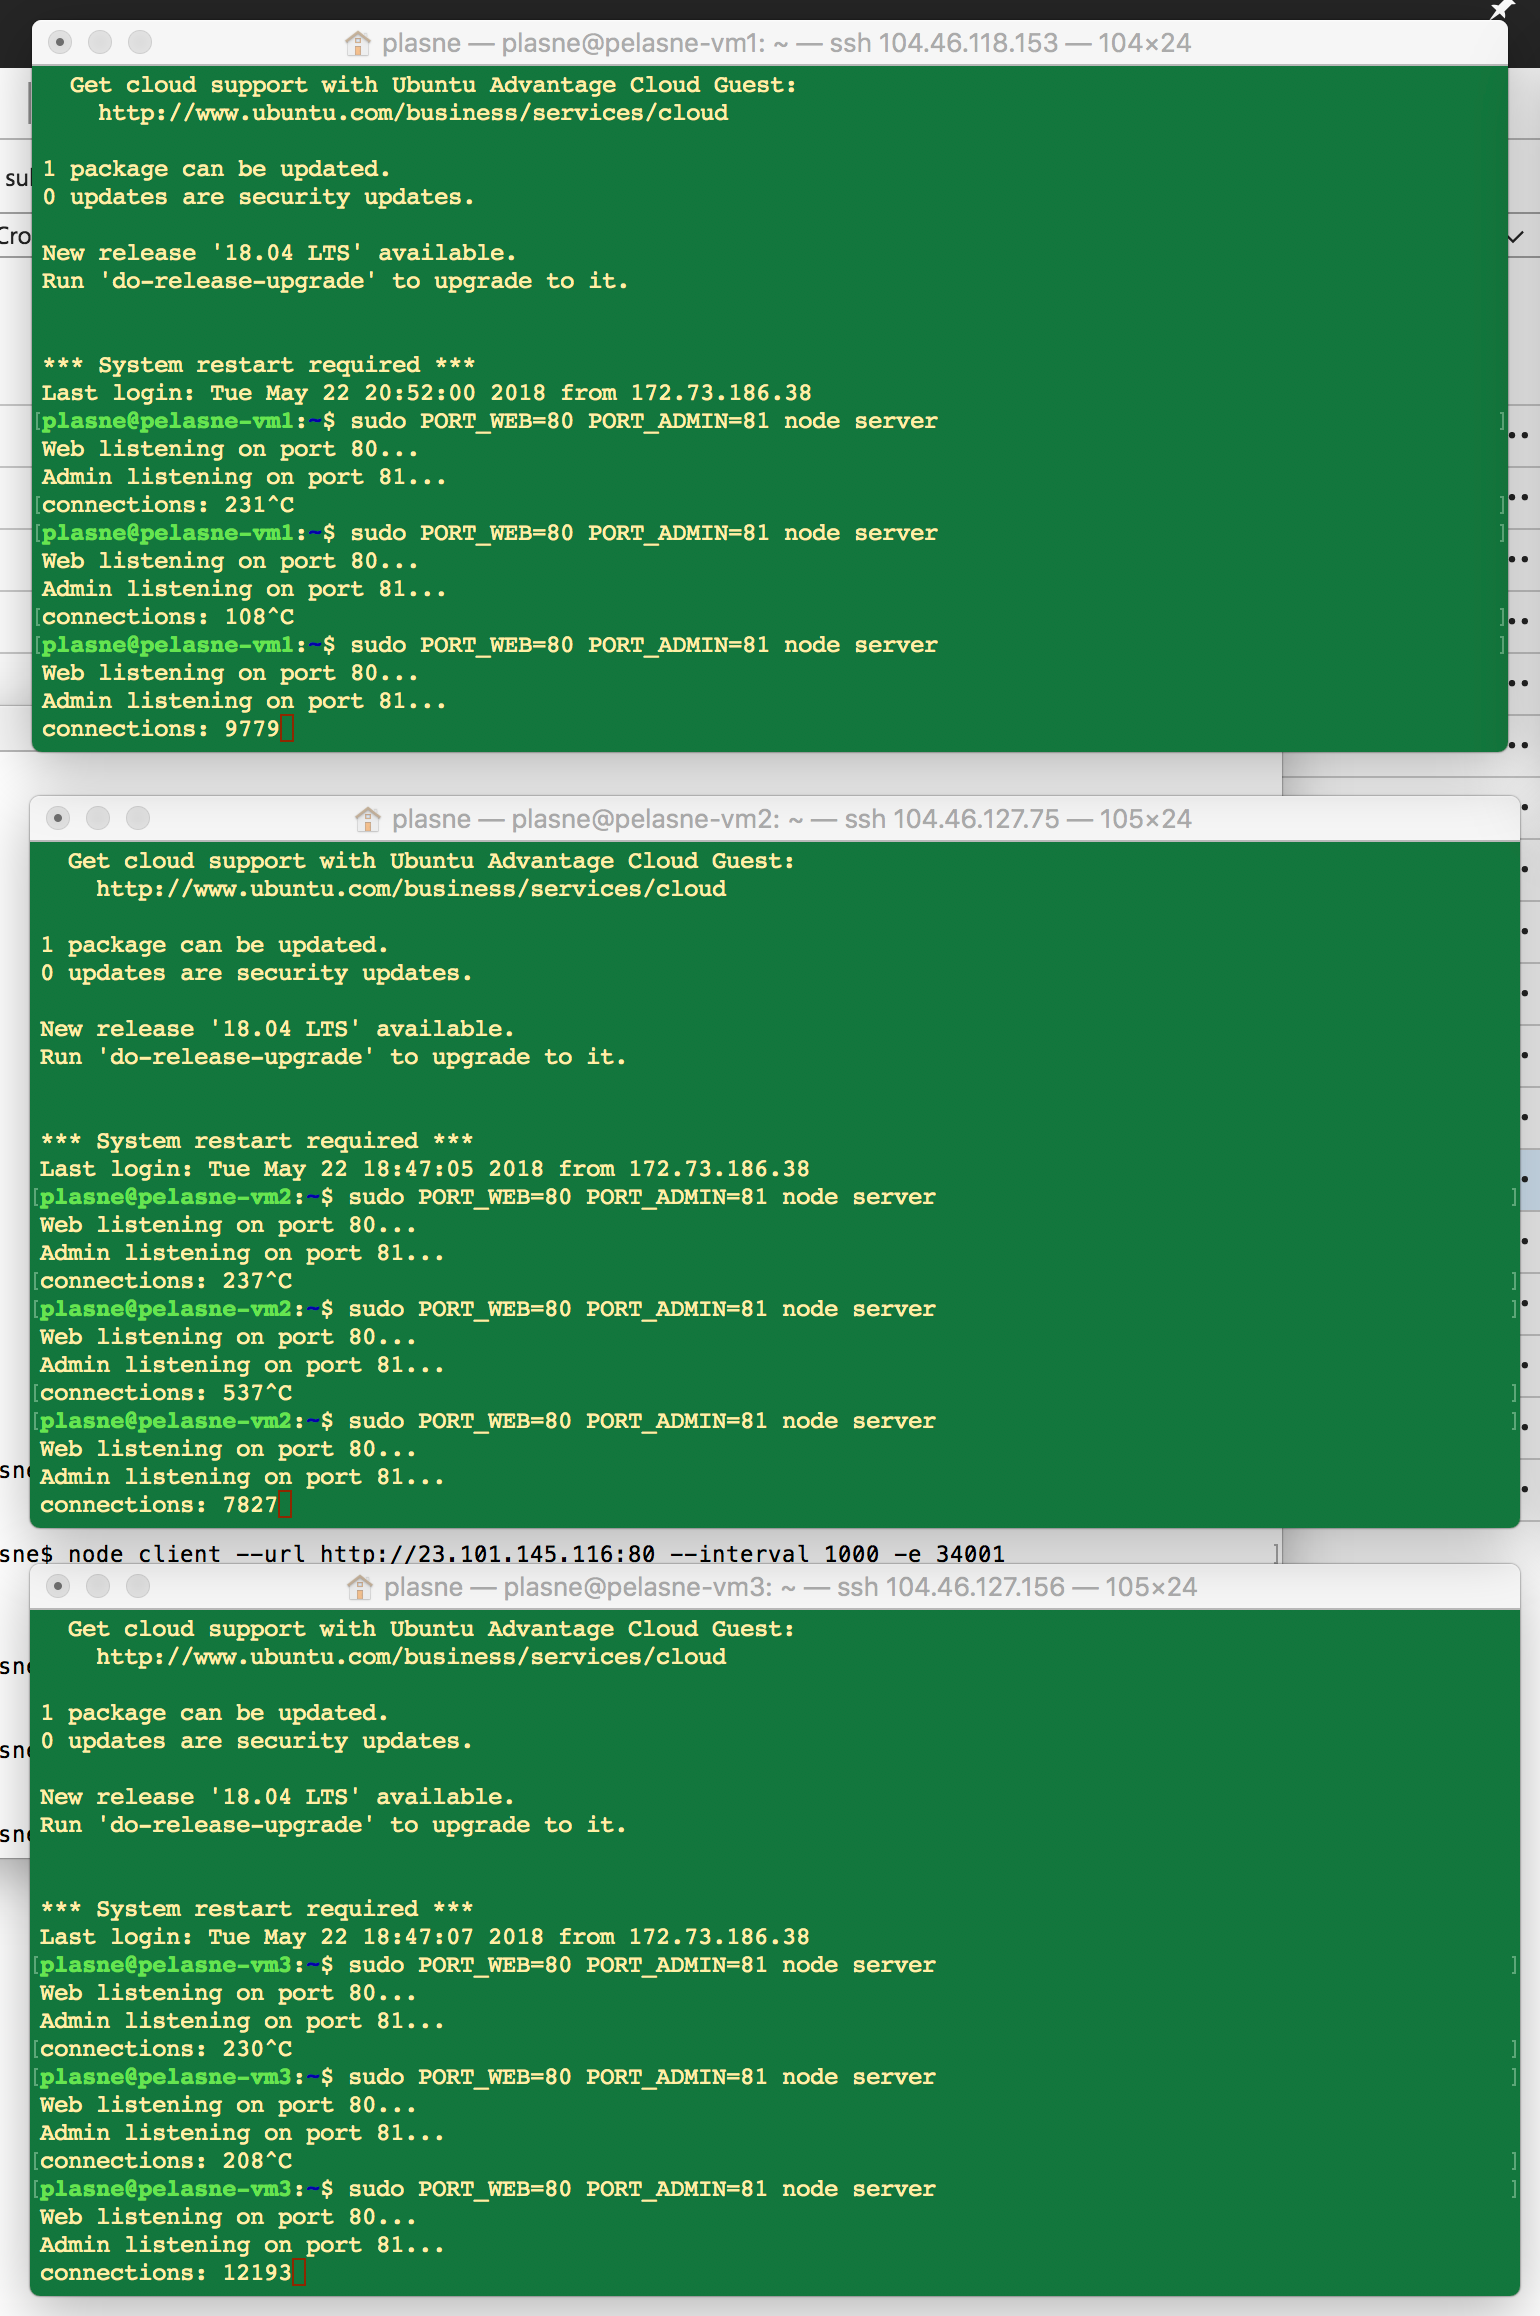 plasne — plasne@pelasne-vm1: ~ — ssh 104.46.118.153 — 104×24
Get cloud support with Ubuntu Advantage Cloud Guest:
http://www.ubuntu.com/business/services/cloud
1 package can be updated.
0 updates are security updates.
New release '18.04 LTS' available.
Run 'do-release-upgrade' to upgrade to it.
*** System restart required ***
Last login: Tue May 22 20:52:00 2018 from 172.73.186.38
[plasne@pelasne-vm1:~$ sudo PORT_WEB=80 PORT_ADMIN=81 node server ]
Web listening on port 80...
Admin listening on port 81...
[connections: 231^C ]
[plasne@pelasne-vm1:~$ sudo PORT_WEB=80 PORT_ADMIN=81 node server ]
Web listening on port 80...
Admin listening on port 81...
[connections: 108^C ]
[plasne@pelasne-vm1:~$ sudo PORT_WEB=80 PORT_ADMIN=81 node server ]
Web listening on port 80...
Admin listening on port 81...
connections: 9779
plasne — plasne@pelasne-vm2: ~ — ssh 104.46.127.75 — 105×24
Get cloud support with Ubuntu Advantage Cloud Guest:
http://www.ubuntu.com/business/services/cloud
1 package can be updated.
0 updates are security updates.
New release '18.04 LTS' available.
Run 'do-release-upgrade' to upgrade to it.
*** System restart required ***
Last login: Tue May 22 18:47:05 2018 from 172.73.186.38
[plasne@pelasne-vm2:~$ sudo PORT_WEB=80 PORT_ADMIN=81 node server ]
Web listening on port 80...
Admin listening on port 81...
[connections: 237^C ]
[plasne@pelasne-vm2:~$ sudo PORT_WEB=80 PORT_ADMIN=81 node server ]
Web listening on port 80...
Admin listening on port 81...
[connections: 537^C ]
[plasne@pelasne-vm2:~$ sudo PORT_WEB=80 PORT_ADMIN=81 node server ]
Web listening on port 80...
Admin listening on port 81...
connections: 7827
sne$ node client --url http://23.101.145.116:80 --interval 1000 -e 34001 ]
plasne — plasne@pelasne-vm3: ~ — ssh 104.46.127.156 — 105×24
Get cloud support with Ubuntu Advantage Cloud Guest:
http://www.ubuntu.com/business/services/cloud
1 package can be updated.
0 updates are security updates.
New release '18.04 LTS' available.
Run 'do-release-upgrade' to upgrade to it.
*** System restart required ***
Last login: Tue May 22 18:47:07 2018 from 172.73.186.38
[plasne@pelasne-vm3:~$ sudo PORT_WEB=80 PORT_ADMIN=81 node server ]
Web listening on port 80...
Admin listening on port 81...
[connections: 230^C ]
[plasne@pelasne-vm3:~$ sudo PORT_WEB=80 PORT_ADMIN=81 node server ]
Web listening on port 80...
Admin listening on port 81...
[connections: 208^C ]
[plasne@pelasne-vm3:~$ sudo PORT_WEB=80 PORT_ADMIN=81 node server ]
Web listening on port 80...
Admin listening on port 81...
connections: 12193